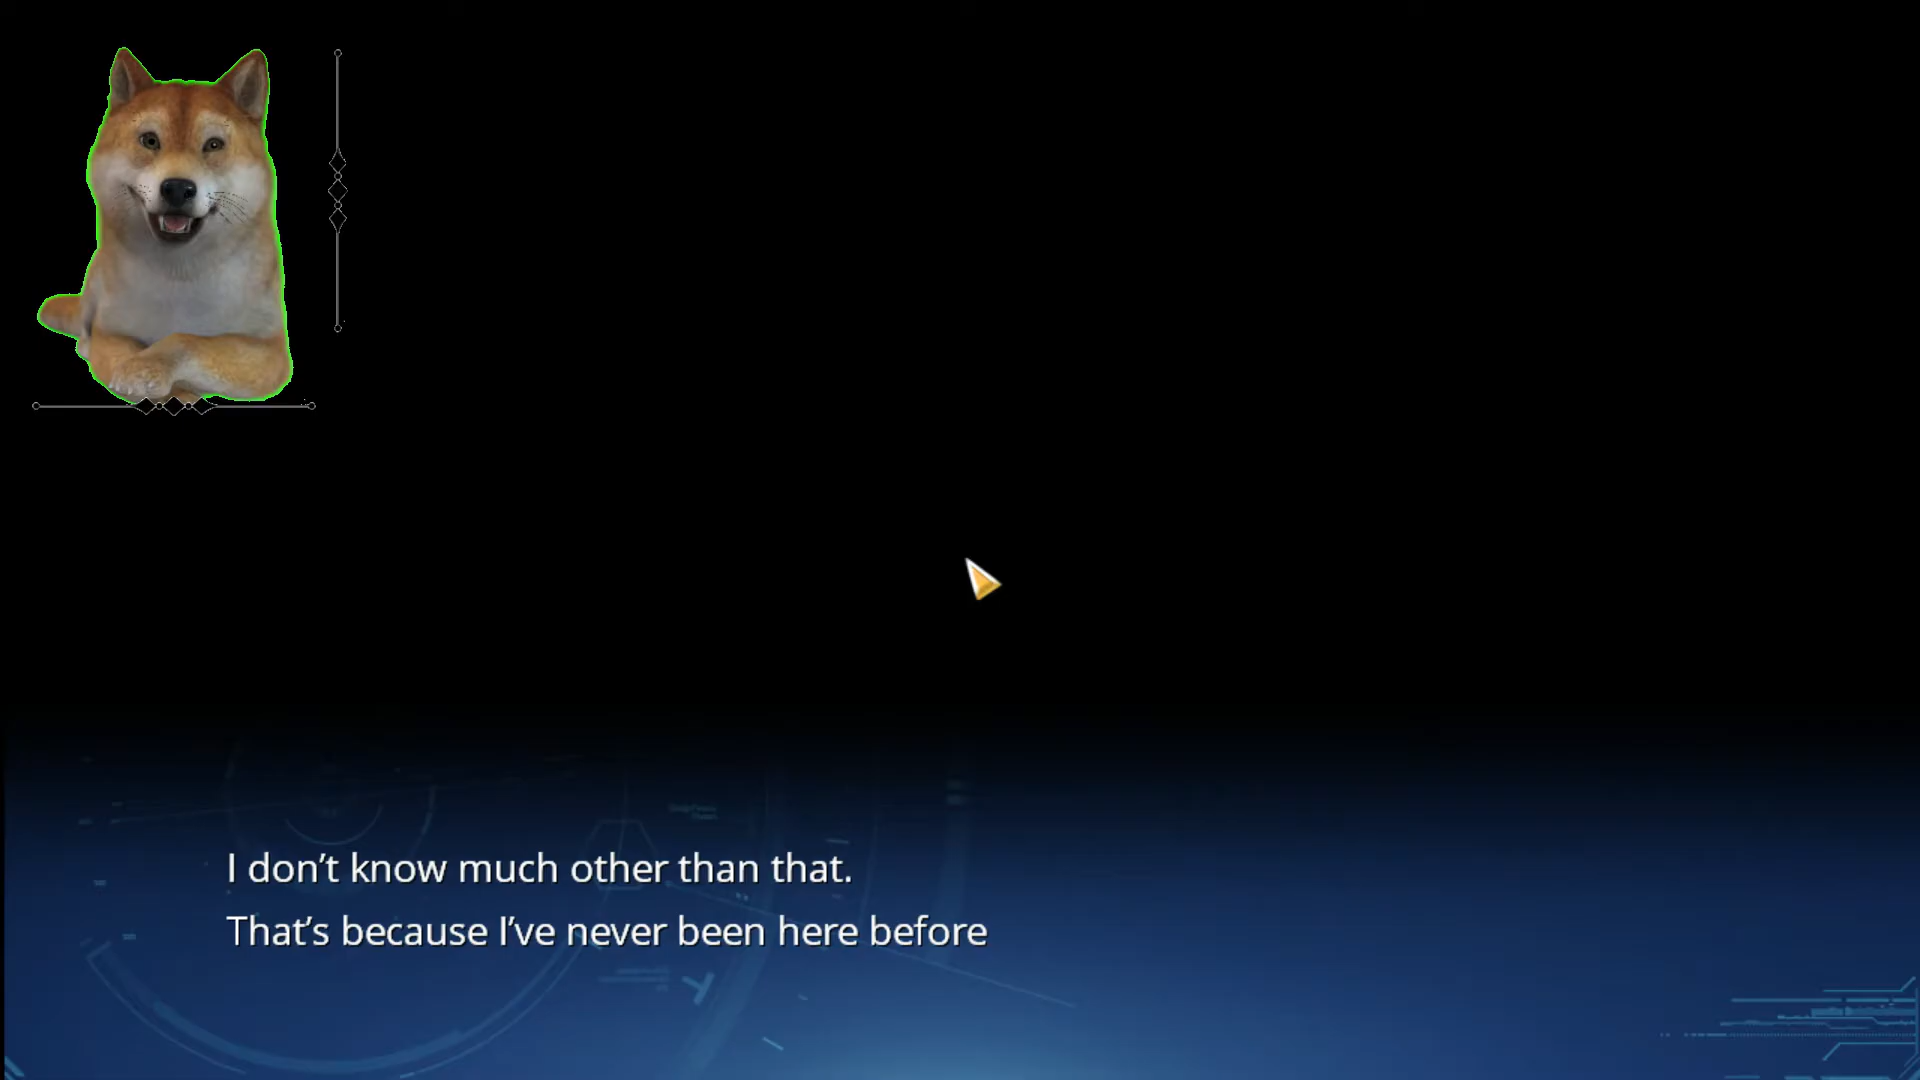 I don’t know much other than that.
That’s because I’ve never been here before